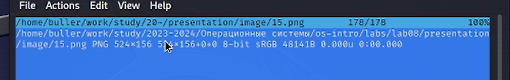 File Actions Edit View Help
/home/buller/work/study/20~/presentation/image/15.png 178/178 100%
/home/buller/work/study/2023-2024/Операционные системы/os-intro/labs/lab08/presentation
/image/15.png PNG 524×156 524×156+0+0 8-bit sRGB 48141B 0.000u 0:00.000